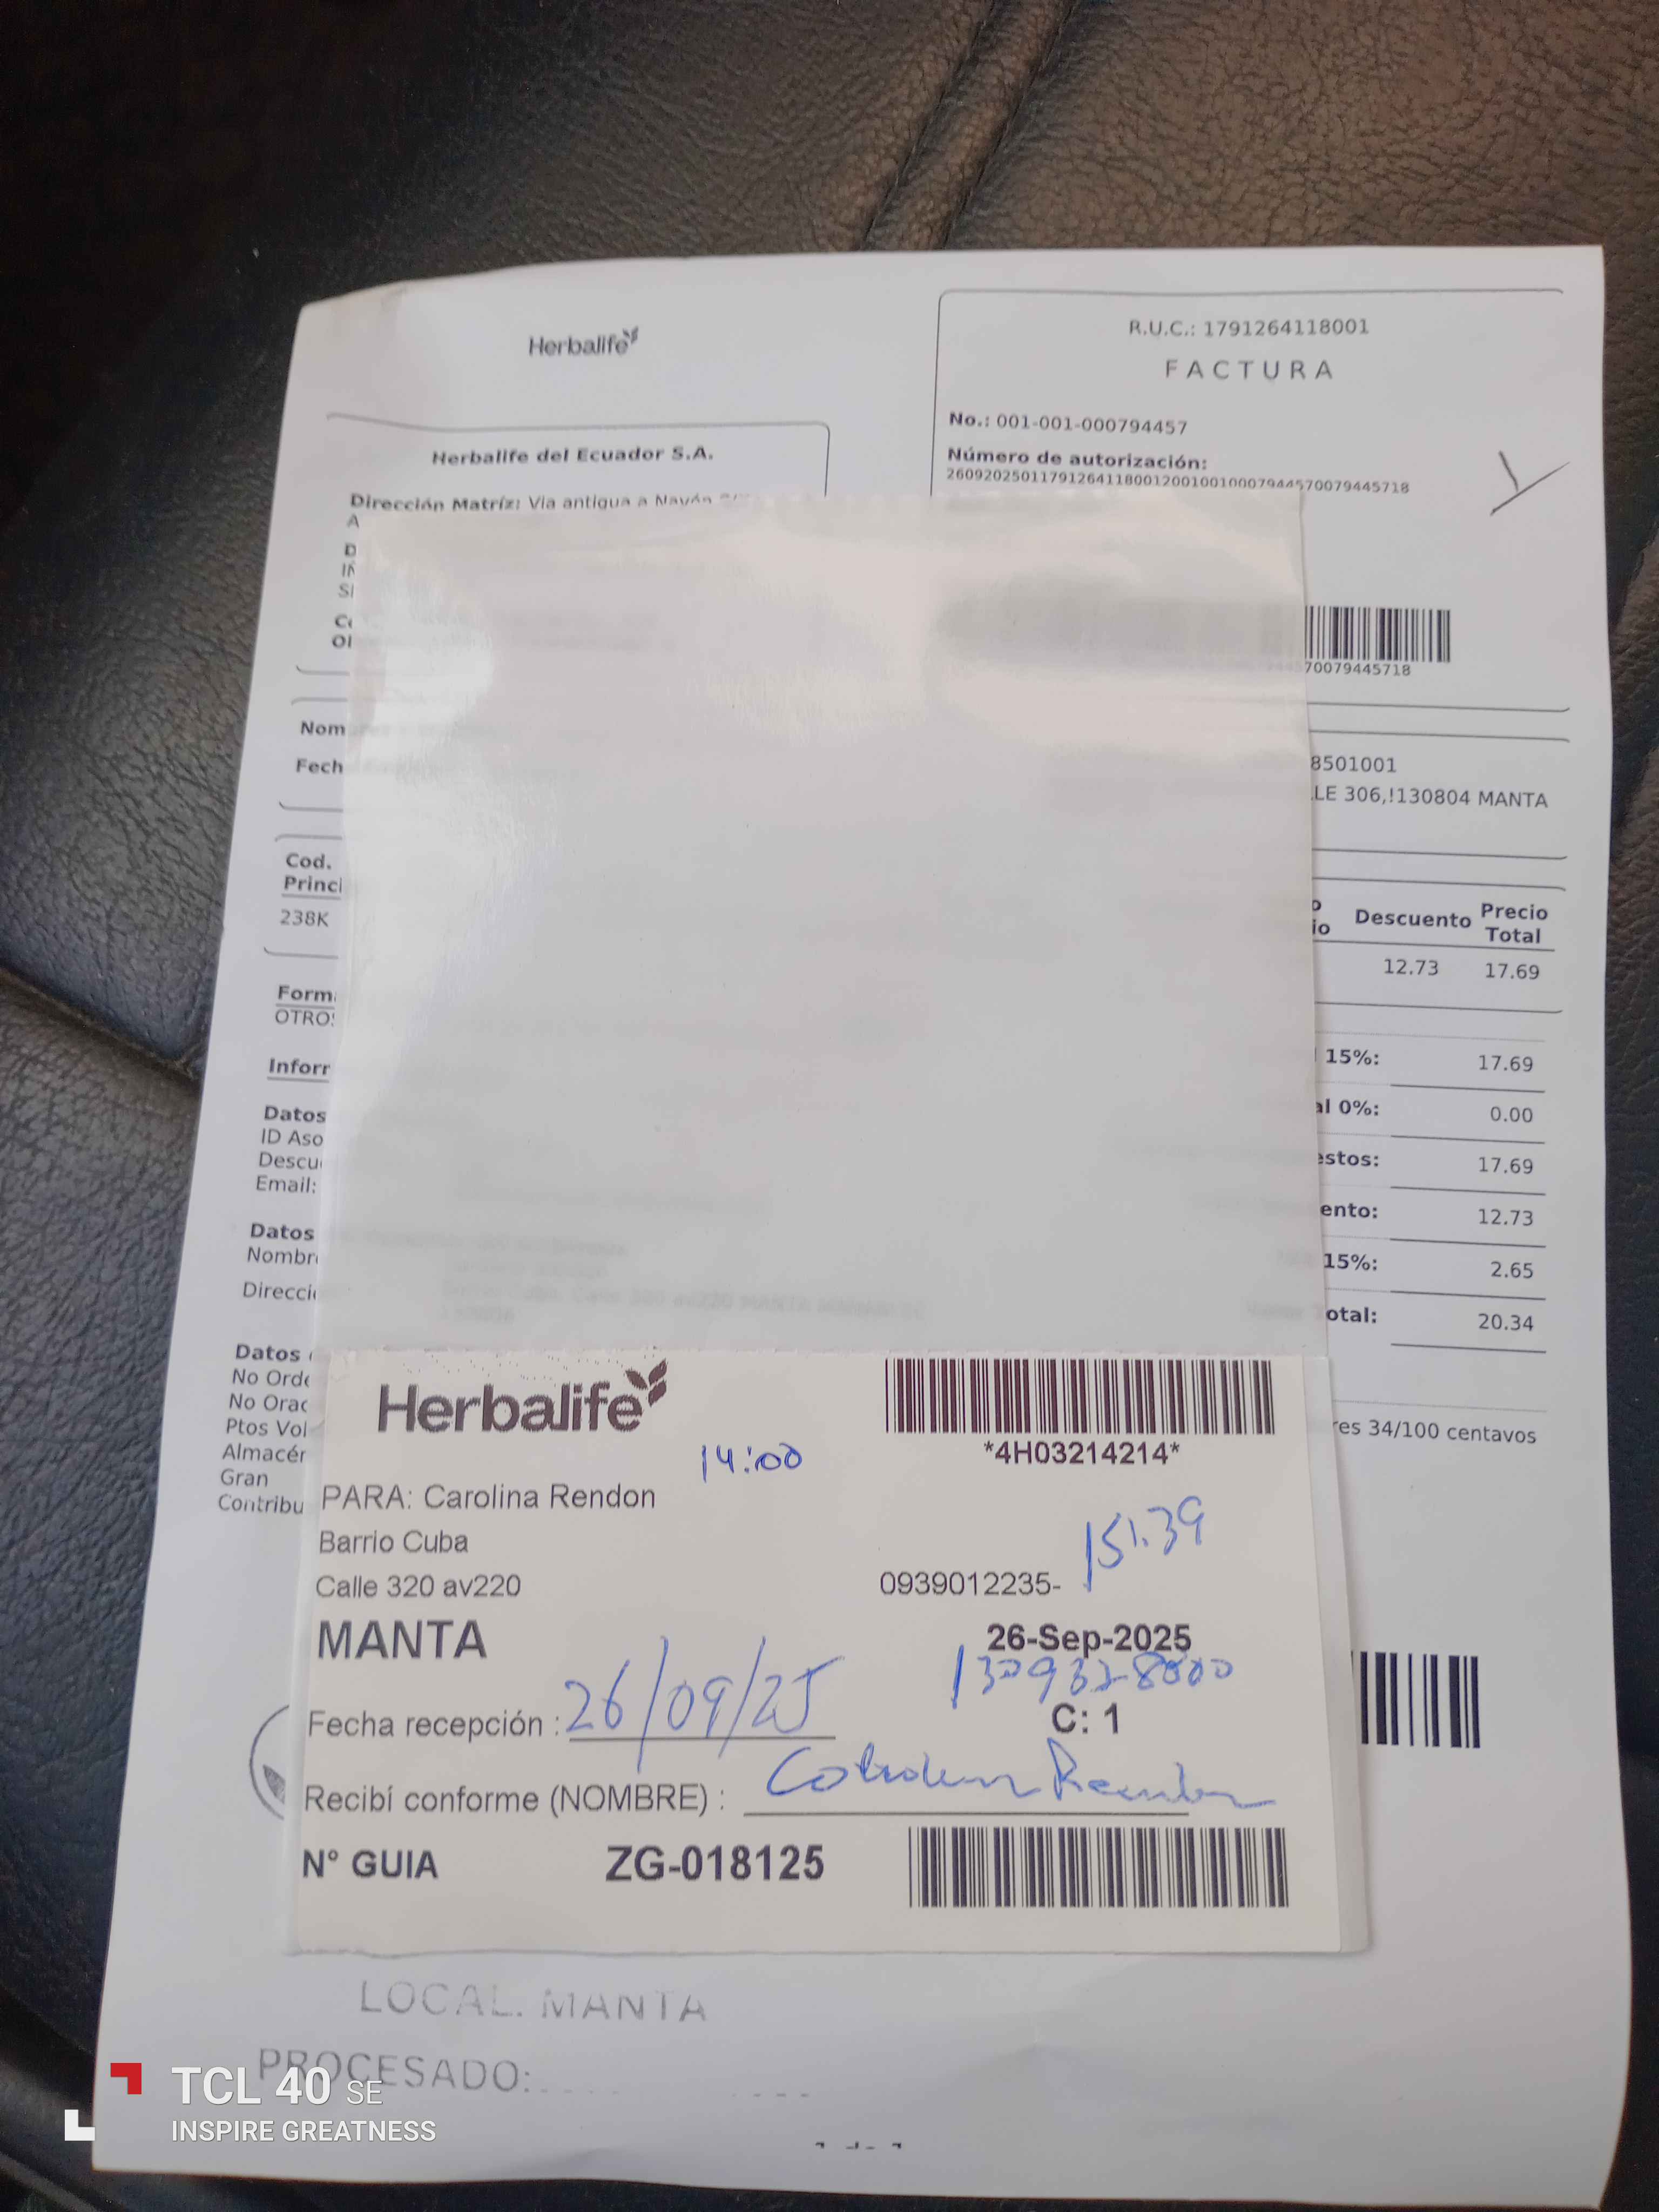 Herbalife
R.U.C.: 1791264118001
FACTURA
No.: 001-001-000794457
Número de autorización:
2609202501179126411800120010010007944570079445718
Herbalife del Ecuador S.A.
Dirección Matríz: Via antigua a Nayón
A
D
IÑ
SI
70079445718
Nom
8501001
Fech
LE 306,!130804 MANTA
Cod.
Princi
Descuento
Precio
Total
238K
12.73 17.69
Form
OTROS
15%: 17.69
al 0%: 0.00
Inforr
estos: 17.69
Datos
ID Aso
Descu
Email:
ento: 12.73
Datos
Nombr
15%: 2.65
Direcci
otal: 20.34
Datos
No Orde
No Orac
Ptos Vol
Almacér
Gran
Contribu
res 34/100 centavos
Herbalife
*4H03214214*
14:00
PARA: Carolina Rendon
Barrio Cuba
151.39
Calle 320 av220
0939012235-
MANTA
26-Sep-2025
Fecha recepción : 26/09/25
C: 1
Recibí conforme (NOMBRE) :
N° GUIA ZG-018125
LOCAL. MANTA
PROCESADO:
TCL 40 SE
INSPIRE GREATNESS